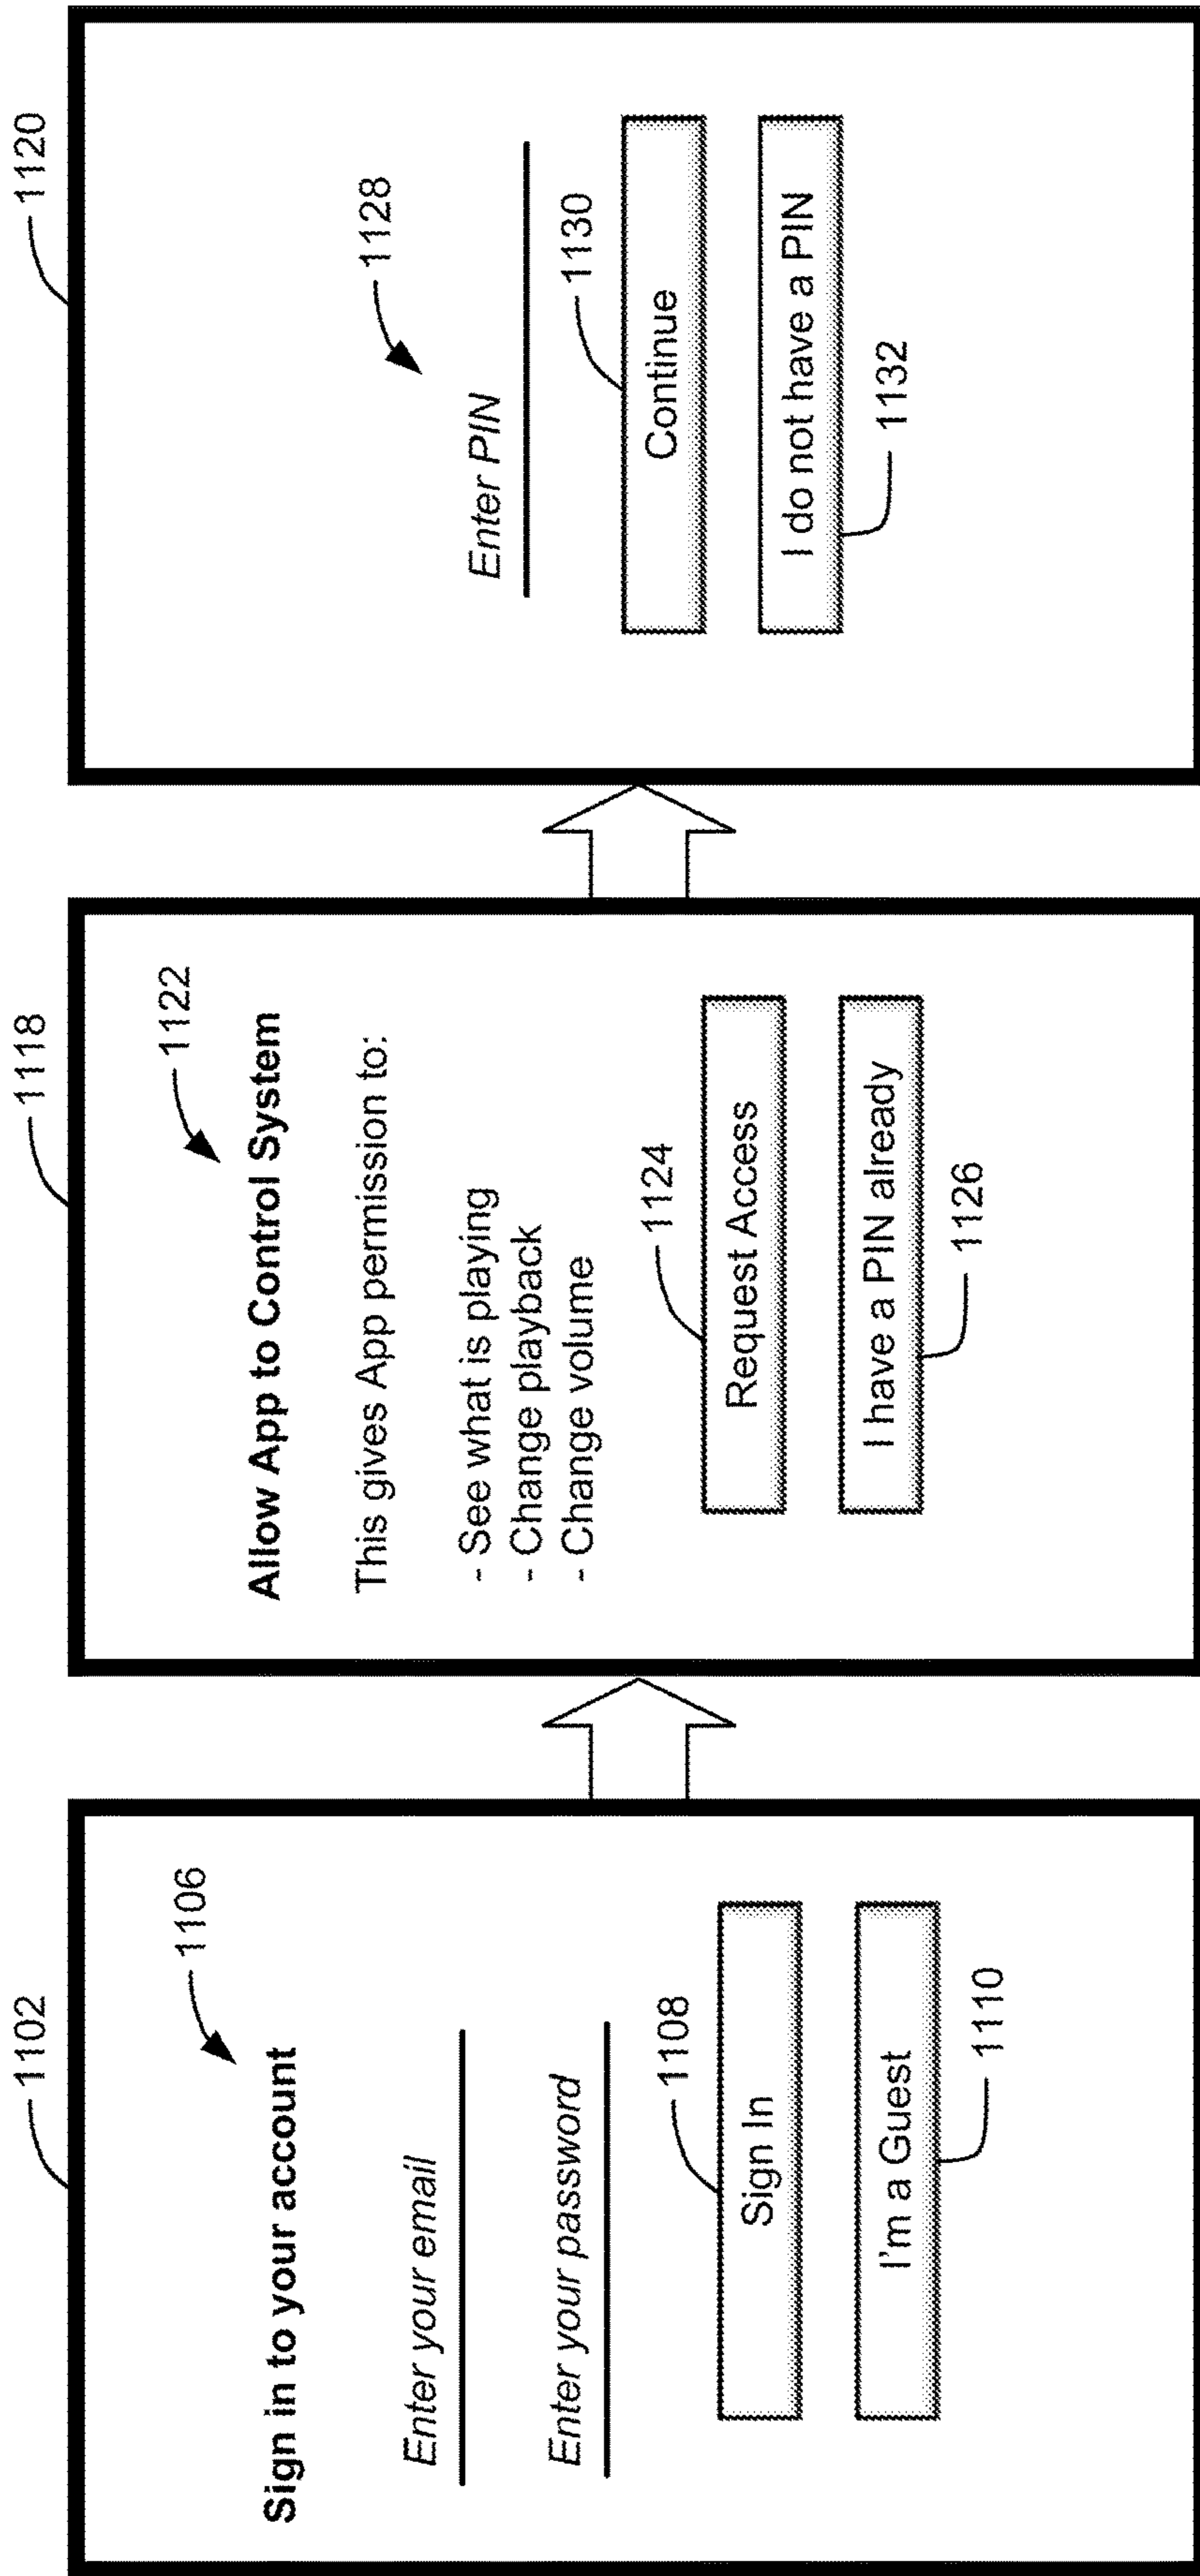 1102
1106
Sign in to your account
Enter your email
Enter your password
1108
Sign In
I'm a Guest
1110
1118
1122
Allow App to Control System
This gives App permission to:
- See what is playing
- Change playback
- Change volume
1124
Request Access
I have a PIN already
1126
1120
1128
Enter PIN
1130
Continue
I do not have a PIN
1132